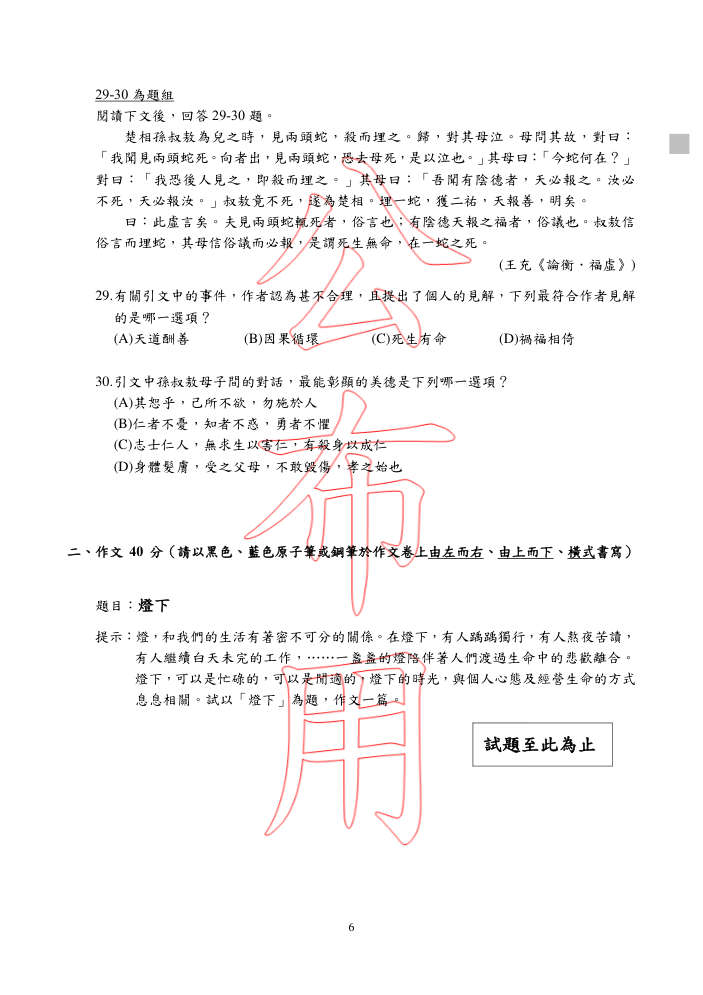 29-30 為題組
閱讀下文後，回答 29-30 題。
楚相孫叔敖為兒之時，見兩頭蛇，殺而埋之。歸，對其母泣。母問其故，對曰：
「我聞見兩頭蛇死。向者出，見兩頭蛇，恐去母死，是以泣也。」其母曰：「今蛇何在？」
對曰：「我恐後人見之，即殺而埋之。」其母曰：「吾聞有陰德者，天必報之。汝必
不死，天必報汝。」叔敖竟不死，遂為楚相。埋一蛇，獲二祐，天報善，明矣。
曰：此虛言矣。夫見兩頭蛇輒死者，俗言也；有陰德天報之福者，俗議也。叔敖信
俗言而埋蛇，其母信俗議而必報，是謂死生無命，在一蛇之死。
(王充《論衡．福虛》)
29.有關引文中的事件，作者認為甚不合理，且提出了個人的見解，下列最符合作者見解
的是哪一選項？
(A)天道酬善 (B)因果循環 (C)死生有命 (D)禍福相倚
30.引文中孫叔敖母子間的對話，最能彰顯的美德是下列哪一選項？
(A)其恕乎，己所不欲，勿施於人
(B)仁者不憂，知者不惑，勇者不懼
(C)志士仁人，無求生以害仁，有殺身以成仁
(D)身體髮膚，受之父母，不敢毀傷，孝之始也
二、作文 40 分（請以黑色、藍色原子筆或鋼筆於作文卷上由左而右、由上而下、橫式書寫）
題目：燈下
提示：燈，和我們的生活有著密不可分的關係。在燈下，有人踽踽獨行，有人熬夜苦讀，
有人繼續白天未完的工作，……一盞盞的燈陪伴著人們渡過生命中的悲歡離合。
燈下，可以是忙碌的，可以是閒適的，燈下的時光，與個人心態及經營生命的方式
息息相關。試以「燈下」為題，作文一篇。
試題至此為止
6
公布用